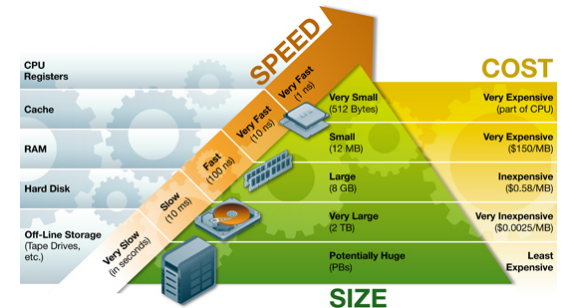 SPEED
COST
CPU
Registers
Very Fast
(1 ns)
Very Small
(512 Bytes)
Very Expensive
(part of CPU)
Cache
Very Fast
(10 ns)
Small
(12 MB)
Very Expensive
($150/MB)
RAM
Fast
(100 ns)
Large
(8 GB)
Inexpensive
($0.58/MB)
Hard Disk
Slow
(10 ms)
Very Large
(2 TB)
Very Inexpensive
($0.0025/MB)
Off-Line Storage
(Tape Drives,
etc.)
Very Slow
(in seconds)
Potentially Huge
(PBs)
Least
Expensive
SIZE